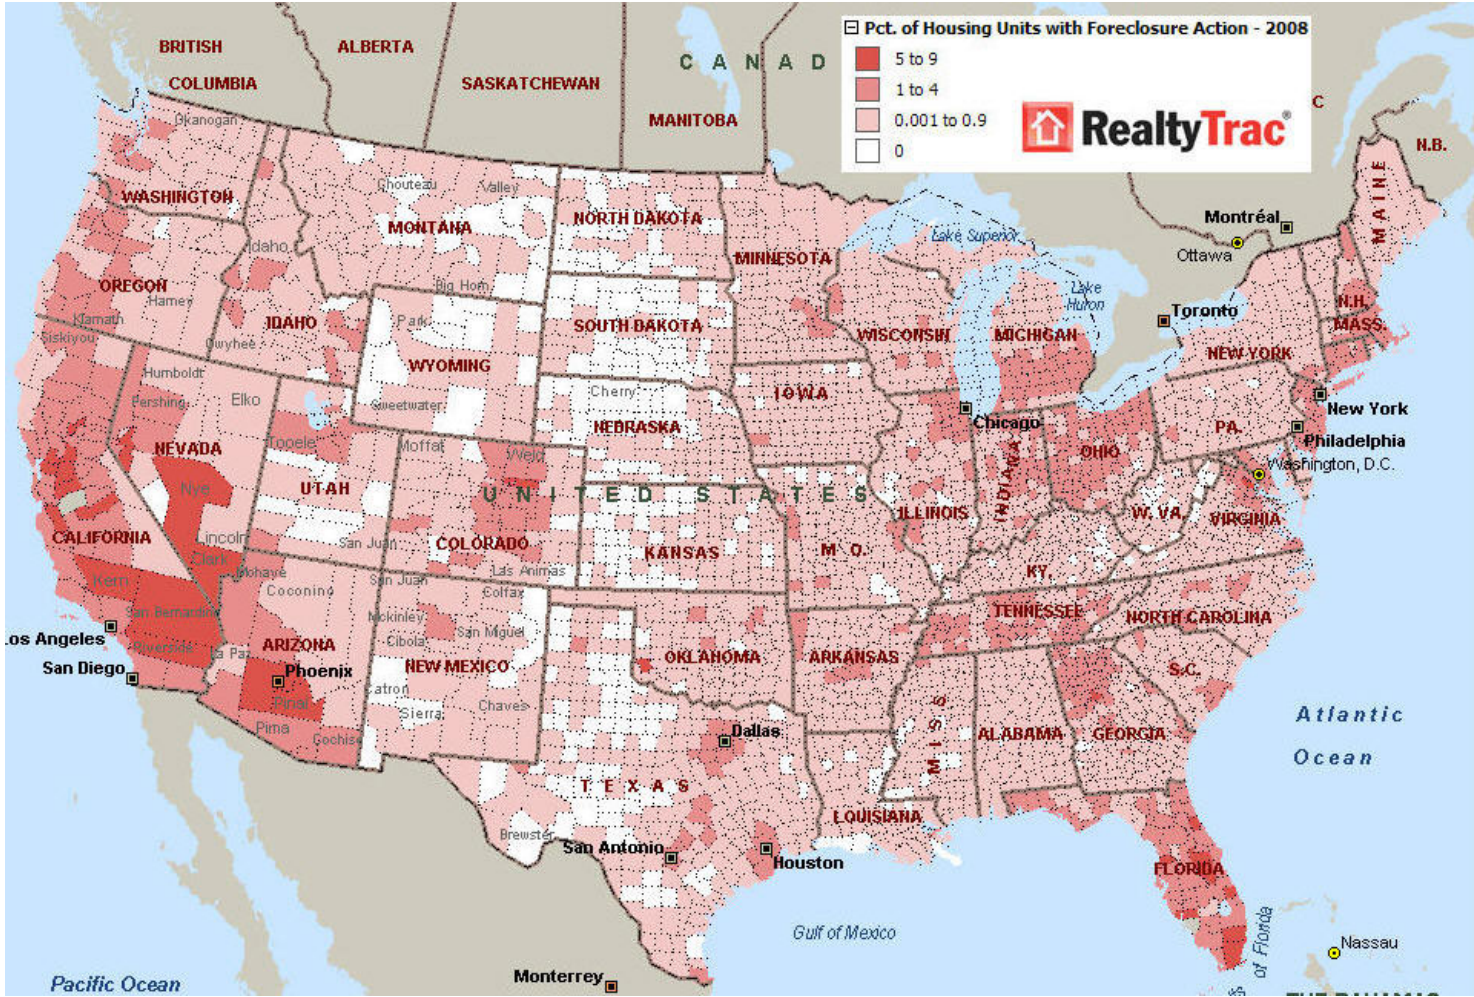 Pct. of Housing Units with Foreclosure Action - 2008
5 to 9
1 to 4
0.001 to 0.9
0
RealtyTrac®
BRITISH
COLUMBIA
ALBERTA
SASKATCHEWAN
MANITOBA
C A N A D
C
N.B.
Okanogan
WASHINGTON
Chouteau
Valley
MONTANA
NORTH DAKOTA
MINNESOTA
Lake Superior
Lake
Huron
Montréal
Ottawa
MAINE
Idaho
OREGON
Harney
Klamath
Siskiyou
IDAHO
Owyhee
Big Horn
Park
WYOMING
SOUTH DAKOTA
WISCONSIN
MICHIGAN
Toronto
N.H.
MASS.
NEW YORK
Humboldt
Pershing
Elko
Sweetwater
Cherry
IOWA
Chicago
New York
NEVADA
Tooele
Moffat
Weld
NEBRASKA
OHIO
PA.
Philadelphia
Washington, D.C.
Nye
UTAH
U N I T E D S T A T E S
ILLINOIS
INDIANA
W. VA.
VIRGINIA
CALIFORNIA
Lincoln
Clark
San Juan
COLORADO
KANSAS
M O.
KY.
Kern
Mohave
Coconino
San Juan
Las Animas
Colfax
San Bernardino
Mckinley
San Miguel
Cibola
TENNESSEE
NORTH CAROLINA
Los Angeles
Riverside
La Paz
ARIZONA
NEW MEXICO
OKLAHOMA
ARKANSAS
S.C.
San Diego
Phoenix
Pinal
Catron
Sierra
Chaves
Pima
Cochise
Dallas
MISS
ALABAMA
GEORGIA
Atlantic
Ocean
T E X A S
LOUISIANA
Brewster
San Antonio
Houston
FLORIDA
Gulf of Mexico
of Florida
Nassau
Monterrey
Pacific Ocean
THE BAHAMAS